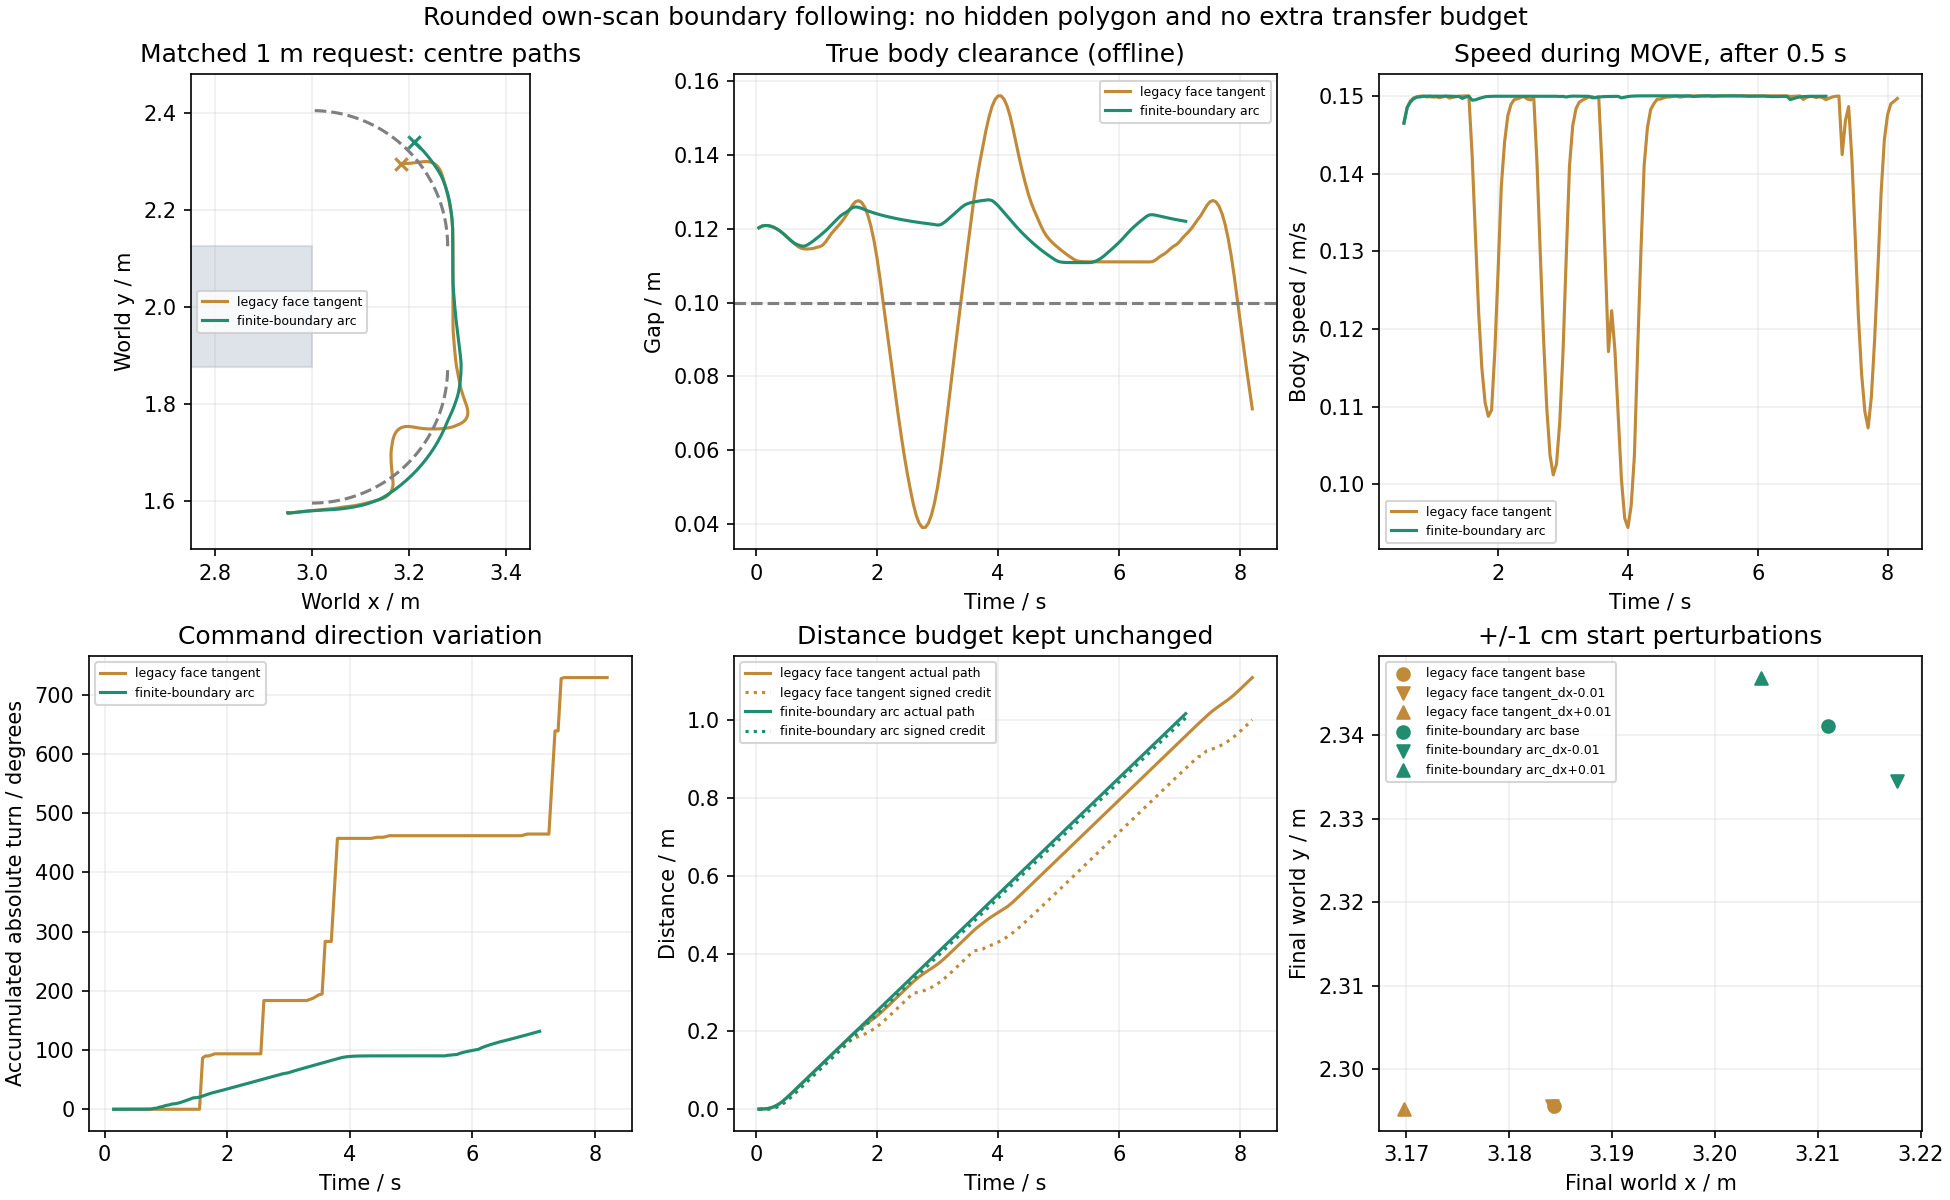 Rounded own-scan boundary following: no hidden polygon and no extra transfer budget
Matched 1 m request: centre paths
World y / m
2.4
2.2
2.0
1.8
1.6
legacy face tangent
finite-boundary arc
2.8
3.0
3.2
3.4
World x / m
True body clearance (offline)
Gap / m
0.16
0.14
0.12
0.10
0.08
0.06
0.04
legacy face tangent
finite-boundary arc
0
2
4
6
8
Time / s
Speed during MOVE, after 0.5 s
Body speed / m/s
0.15
0.14
0.13
0.12
0.11
0.10
legacy face tangent
finite-boundary arc
2
4
6
8
Time / s
Command direction variation
Accumulated absolute turn / degrees
700
600
500
400
300
200
100
0
legacy face tangent
finite-boundary arc
0
2
4
6
8
Time / s
Distance budget kept unchanged
Distance / m
1.0
0.8
0.6
0.4
0.2
0.0
legacy face tangent actual path
legacy face tangent signed credit
finite-boundary arc actual path
finite-boundary arc signed credit
0
2
4
6
8
Time / s
+/-1 cm start perturbations
Final world y / m
2.34
2.33
2.32
2.31
2.30
legacy face tangent base
legacy face tangent_dx-0.01
legacy face tangent_dx+0.01
finite-boundary arc base
finite-boundary arc_dx-0.01
finite-boundary arc_dx+0.01
3.17
3.18
3.19
3.20
3.21
3.22
Final world x / m